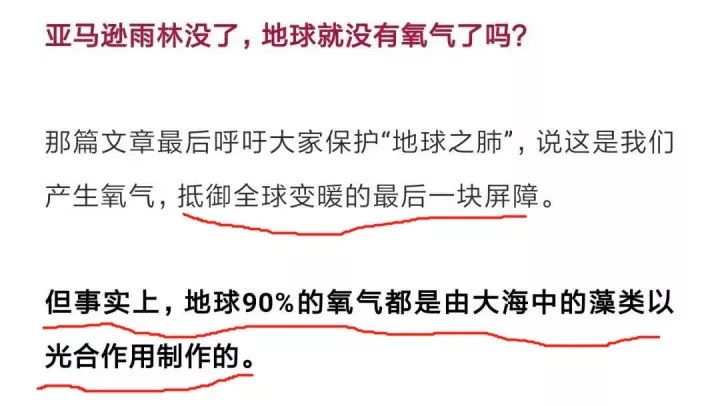 亚马逊雨林没了，地球就没有氧气了吗？
那篇文章最后呼吁大家保护“地球之肺”，说这是我们
产生氧气，抵御全球变暖的最后一块屏障。
但事实上，地球90%的氧气都是由大海中的藻类以
光合作用制作的。